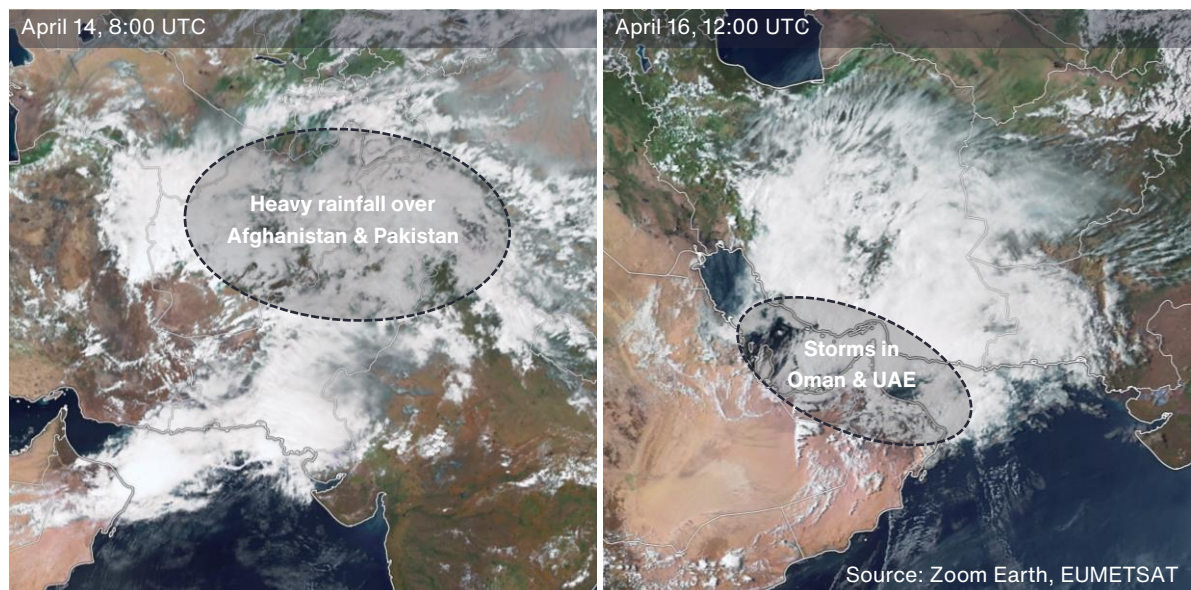 April 14, 8:00 UTC
April 16, 12:00 UTC
Heavy rainfall over
Afghanistan & Pakistan
Storms in
Oman & UAE
Source: Zoom Earth, EUMETSAT